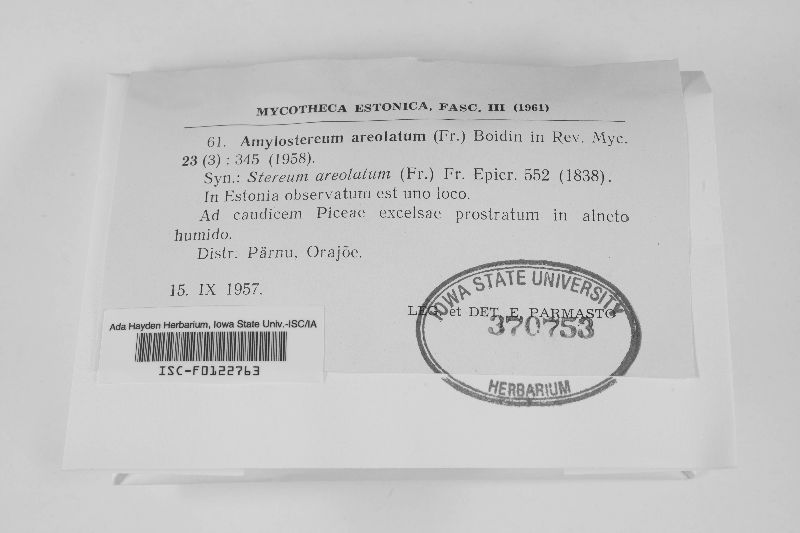 MYCOTHECA ESTONICA, FASC. III (1961)
61. Amylostereum areolatum (Fr.) Boidin in Rev. Myc.
23 (3) : 345 (1958).
Syn.: Stereum areolatum (Fr.) Fr. Epicr. 552 (1838).
In Estonia observatum est uno loco.
Ad caudicem Piceae excelsae prostratum in alneto
humido.
Distr. Pärnu, Orajõe.
15. IX 1957.
LEG. et DET. E. PARMASTO
IOWA STATE UNIVERSITY
370753
HERBARIUM
Ada Hayden Herbarium, Iowa State Univ.-ISC/IA
ISC-F0122763